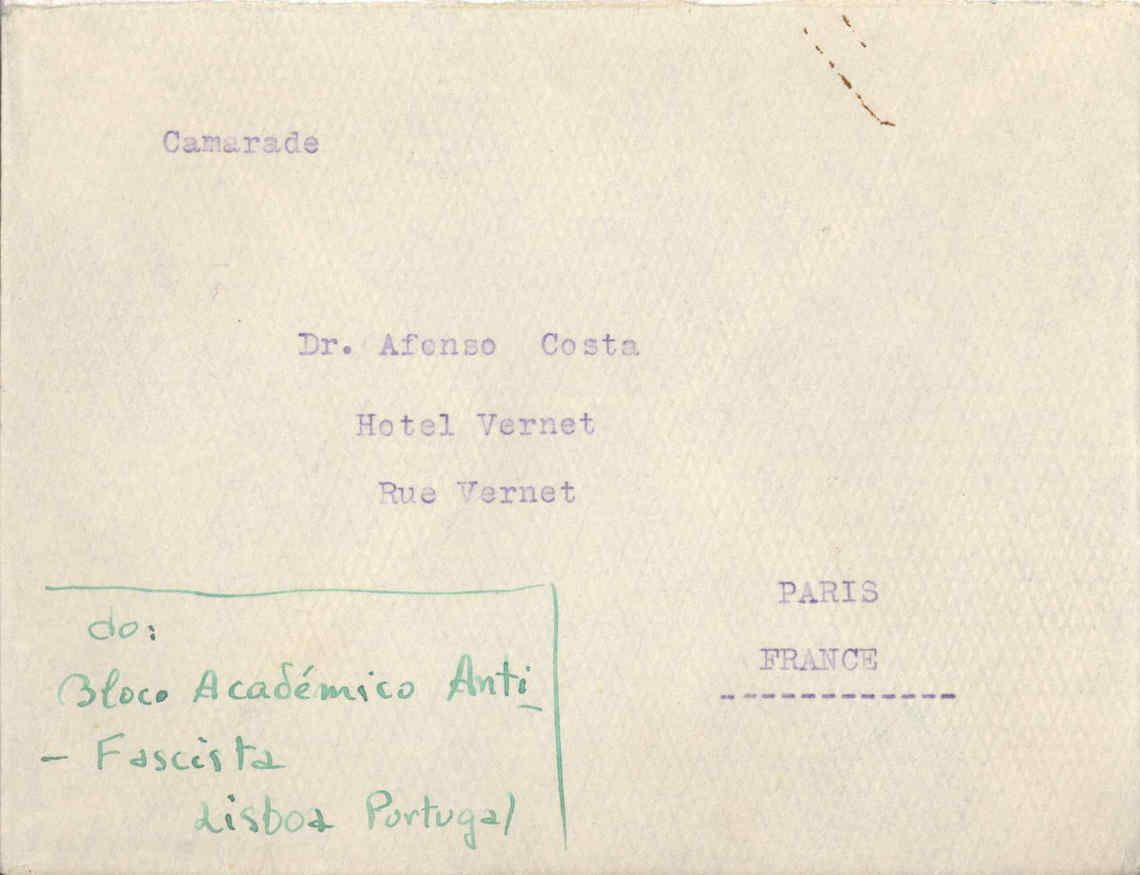 Camarade
Dr. Afonso Costa
Hotel Vernet
Rue Vernet
PARIS
FRANCE
do:
Bloco Académico Anti
- Fascista
Lisboa Portugal